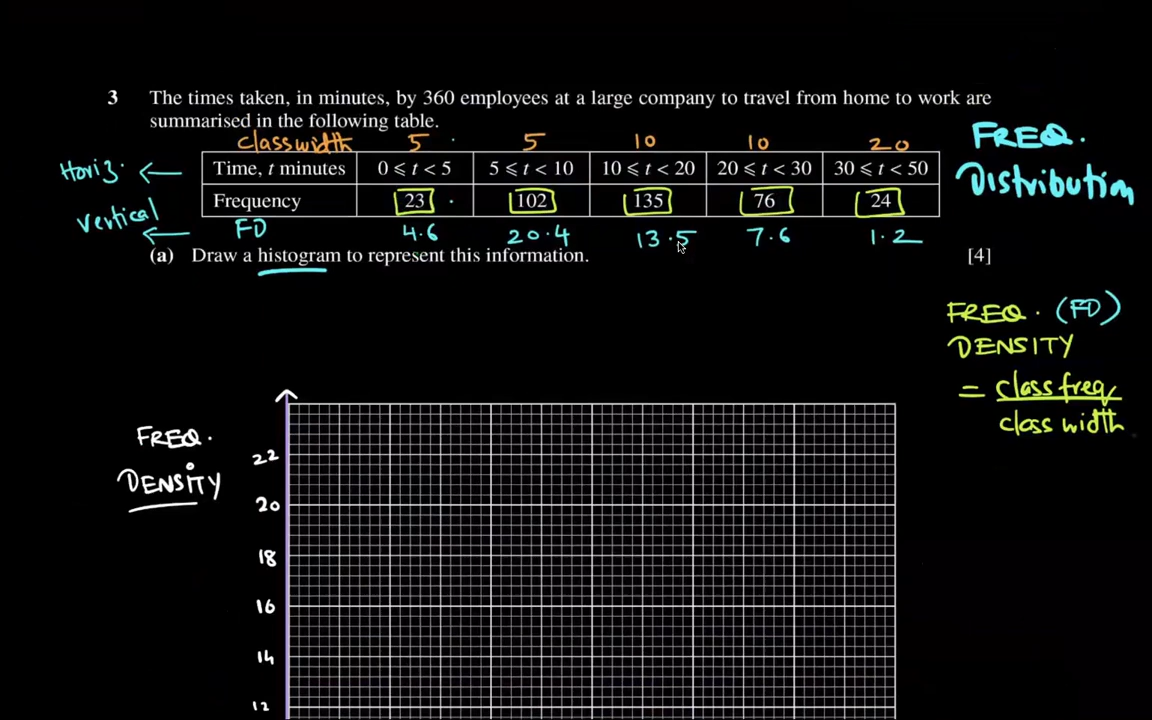 3 The times taken, in minutes, by 360 employees at a large company to travel from home to work are
summarised in the following table.
class width 5 5 10 10 20
Horiz. Time, t minutes 0 ⩽ t < 5 5 ⩽ t < 10 10 ⩽ t < 20 20 ⩽ t < 30 30 ⩽ t < 50
Frequency 23 102 135 76 24
Vertical FD 4.6 20.4 13.5 7.6 1.2
(a) Draw a histogram to represent this information. [4]
FREQ.
Distribution
FREQ. (FD)
DENSITY
= class freq
class width
FREQ.
DENSITY
22
20
18
16
14
12